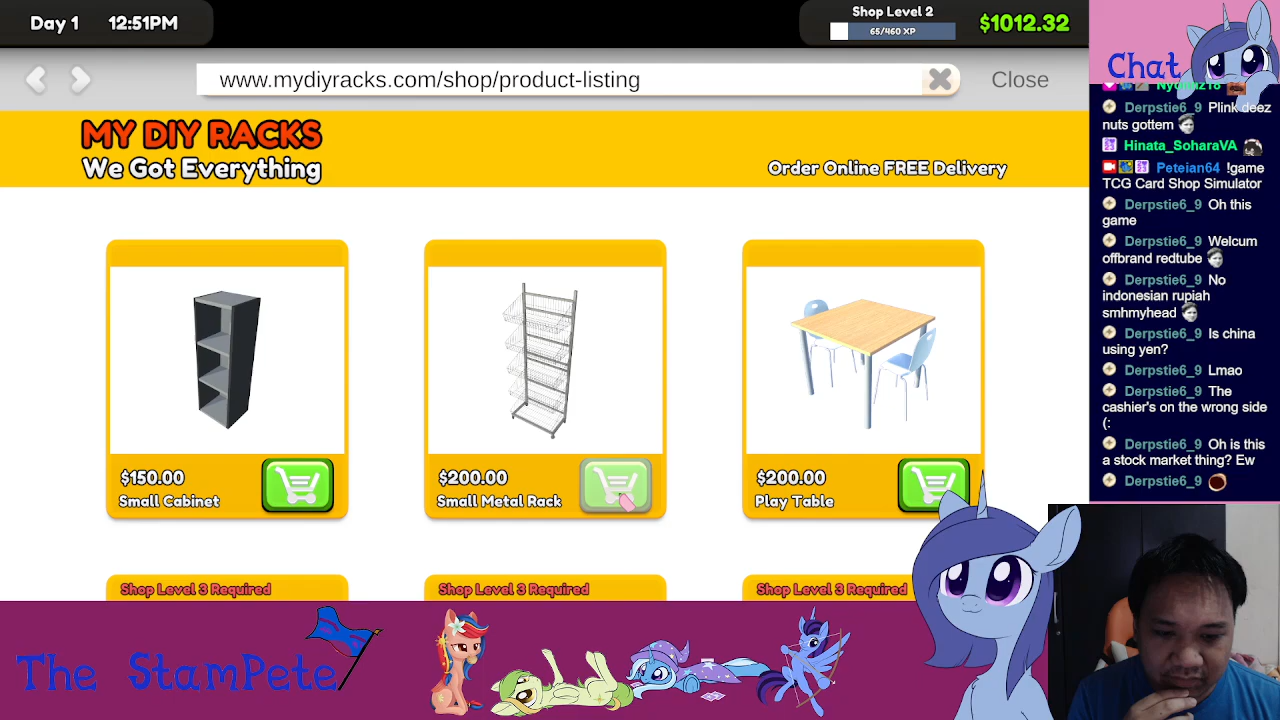 Day 1 12:51PM
Shop Level 2
65/460 XP
$1012.32
www.mydiyracks.com/shop/product-listing
Close
MY DIY RACKS
We Got Everything
Order Online FREE Delivery
$150.00
Small Cabinet
$200.00
Small Metal Rack
$200.00
Play Table
Shop Level 3 Required
Shop Level 3 Required
Shop Level 3 Required
The StamPete
Chat
Derpstie6_9 Plink deez
nuts gottem
Hinata_SoharaVA
Peteian64 !game
TCG Card Shop Simulator
Derpstie6_9 Oh this
game
Derpstie6_9 Welcum
offbrand redtube
Derpstie6_9 No
indonesian rupiah
smhmyhead
Derpstie6_9 Is china
using yen?
Derpstie6_9 Lmao
Derpstie6_9 The
cashier's on the wrong side
(:
Derpstie6_9 Oh is this
a stock market thing? Ew
Derpstie6_9